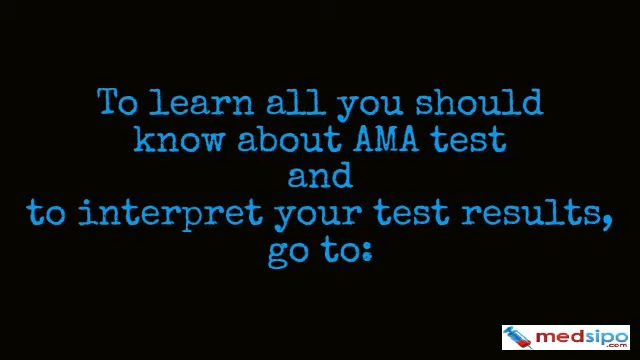 To learn all you should
know about AMA test
and
to interpret your test results,
go to:
medsipo
.com